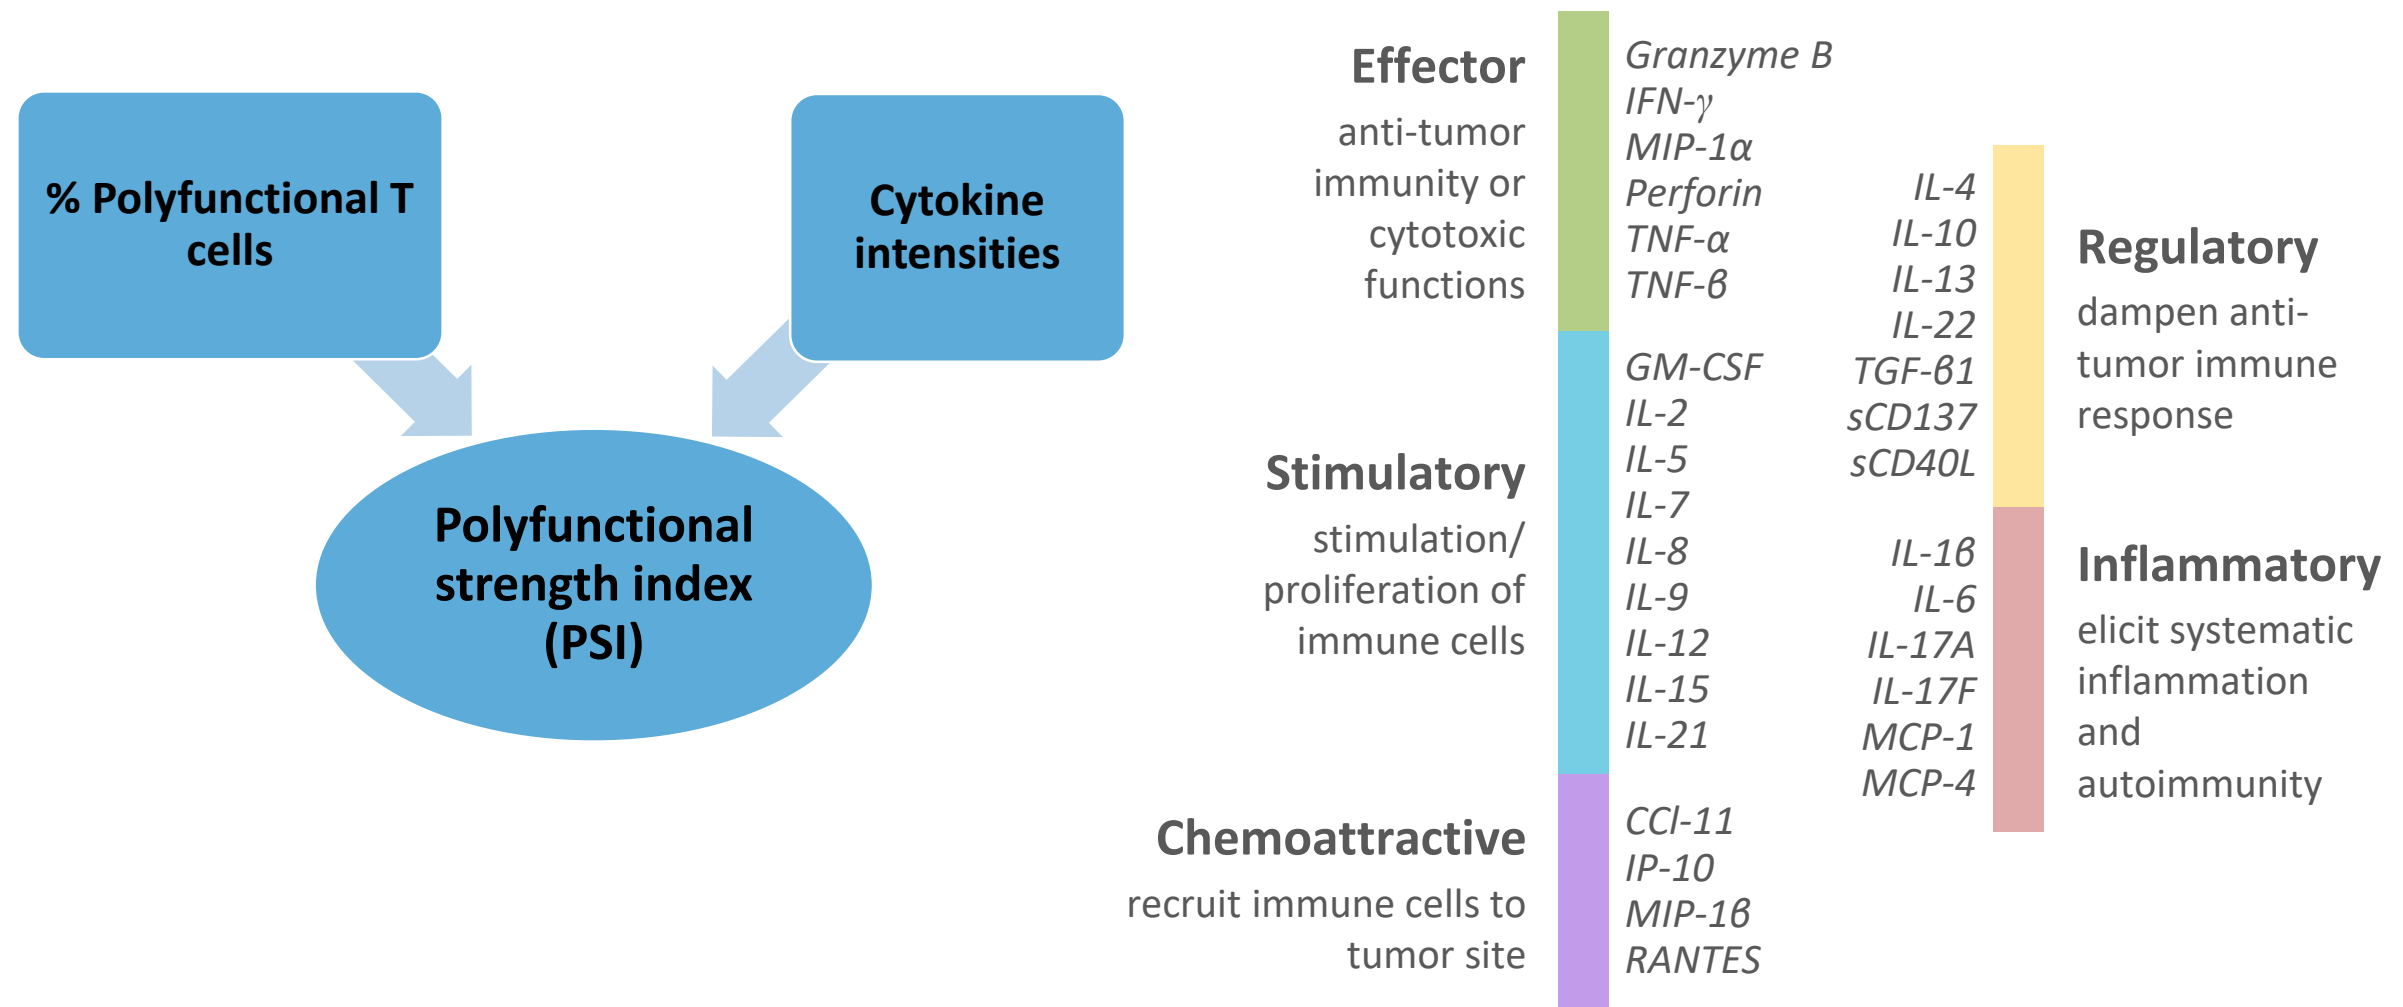 % Polyfunctional T
cells
Cytokine
intensities
Polyfunctional
strength index
(PSI)
Effector
anti-tumor
immunity or
cytotoxic
functions
Granzyme B
IFN-γ
MIP-1α
Perforin
TNF-α
TNF-β
Stimulatory
stimulation/
proliferation of
immune cells
GM-CSF
IL-2
IL-5
IL-7
IL-8
IL-9
IL-12
IL-15
IL-21
Chemoattractive
recruit immune cells to
tumor site
CCl-11
IP-10
MIP-1β
RANTES
IL-4
IL-10
IL-13
IL-22
TGF-β1
sCD137
sCD40L
Regulatory
dampen anti-
tumor immune
response
IL-1β
IL-6
IL-17A
IL-17F
MCP-1
MCP-4
Inflammatory
elicit systematic
inflammation
and
autoimmunity